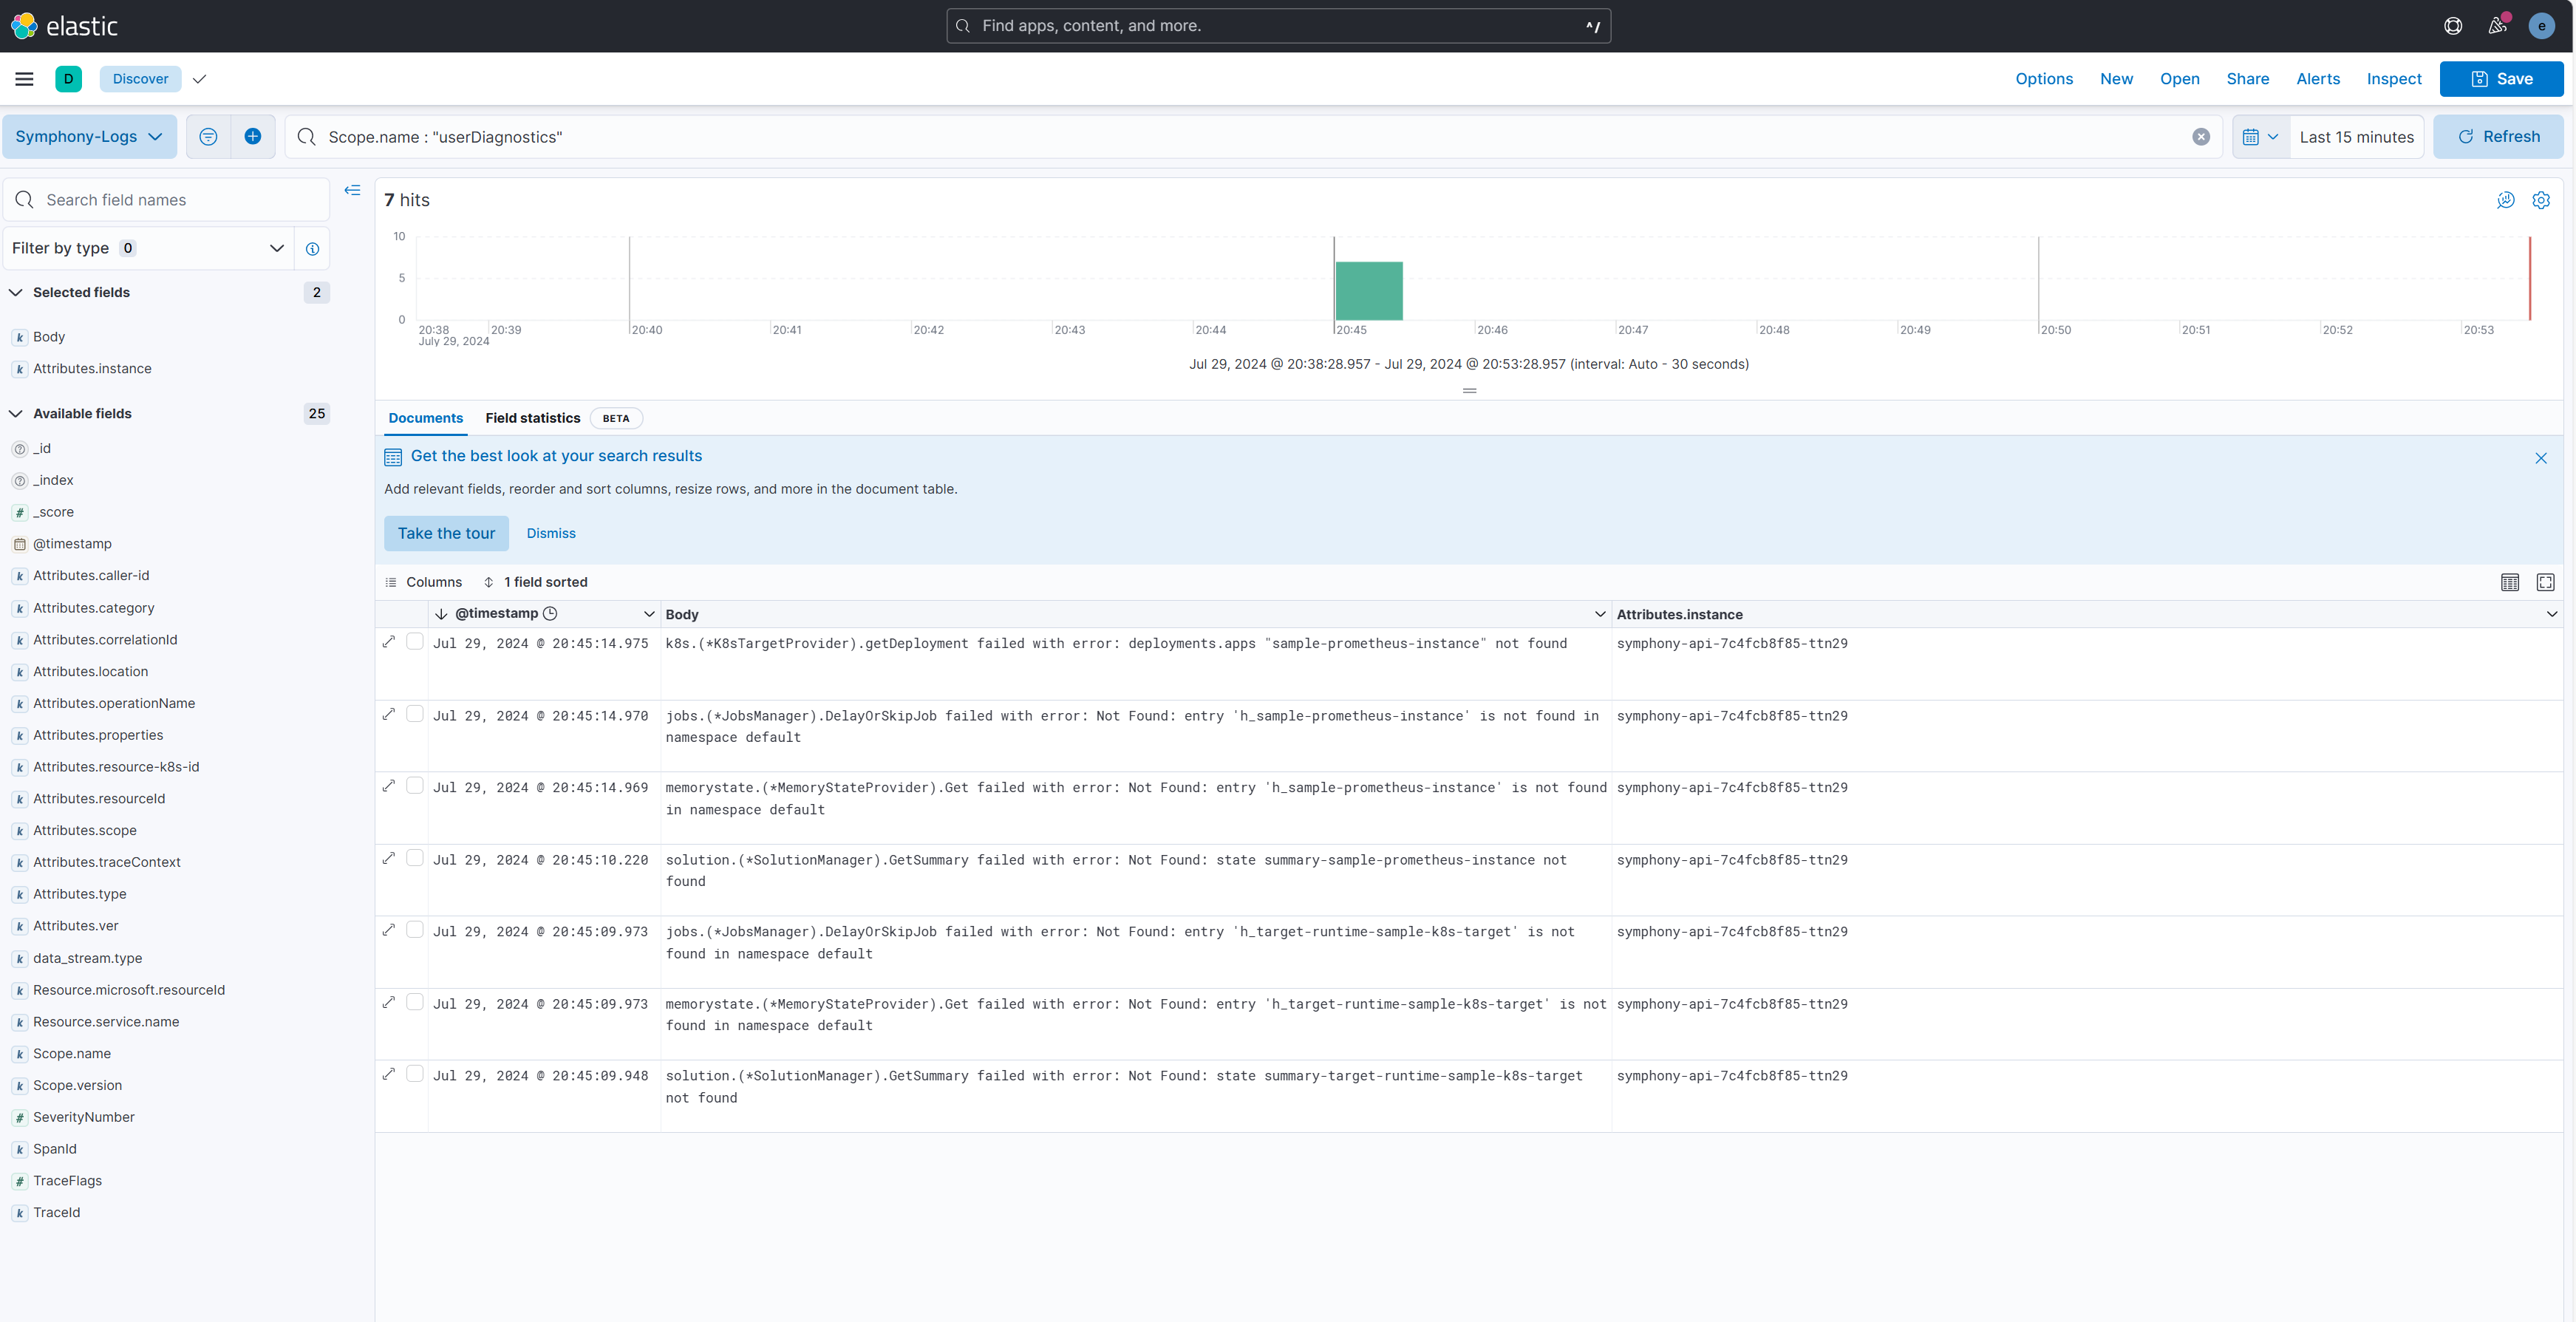 elastic
Find apps, content, and more.
^/
e
D
Discover
Options
New
Open
Share
Alerts
Inspect
Save
Symphony-Logs
Scope.name : "userDiagnostics"
Last 15 minutes
Refresh
Search field names
Filter by type 0
Selected fields 2
k Body
k Attributes.instance
Available fields 25
_id
_index
# _score
@timestamp
k Attributes.caller-id
k Attributes.category
k Attributes.correlationId
k Attributes.location
k Attributes.operationName
k Attributes.properties
k Attributes.resource-k8s-id
k Attributes.resourceId
k Attributes.scope
k Attributes.traceContext
k Attributes.type
k Attributes.ver
k data_stream.type
k Resource.microsoft.resourceId
k Resource.service.name
k Scope.name
k Scope.version
# SeverityNumber
k SpanId
# TraceFlags
k TraceId
7 hits
10
5
0
20:38 20:39 20:40 20:41 20:42 20:43 20:44 20:45 20:46 20:47 20:48 20:49 20:50 20:51 20:52 20:53
July 29, 2024
Jul 29, 2024 @ 20:38:28.957 - Jul 29, 2024 @ 20:53:28.957 (interval: Auto - 30 seconds)
Documents
Field statistics
BETA
Get the best look at your search results
Add relevant fields, reorder and sort columns, resize rows, and more in the document table.
Take the tour
Dismiss
Columns
1 field sorted
@timestamp
Body
Attributes.instance
Jul 29, 2024 @ 20:45:14.975
k8s.(*K8sTargetProvider).getDeployment failed with error: deployments.apps "sample-prometheus-instance" not found
symphony-api-7c4fcb8f85-ttn29
Jul 29, 2024 @ 20:45:14.970
jobs.(*JobsManager).DelayOrSkipJob failed with error: Not Found: entry 'h_sample-prometheus-instance' is not found in
namespace default
symphony-api-7c4fcb8f85-ttn29
Jul 29, 2024 @ 20:45:14.969
memorystate.(*MemoryStateProvider).Get failed with error: Not Found: entry 'h_sample-prometheus-instance' is not found
in namespace default
symphony-api-7c4fcb8f85-ttn29
Jul 29, 2024 @ 20:45:10.220
solution.(*SolutionManager).GetSummary failed with error: Not Found: state summary-sample-prometheus-instance not
found
symphony-api-7c4fcb8f85-ttn29
Jul 29, 2024 @ 20:45:09.973
jobs.(*JobsManager).DelayOrSkipJob failed with error: Not Found: entry 'h_target-runtime-sample-k8s-target' is not
found in namespace default
symphony-api-7c4fcb8f85-ttn29
Jul 29, 2024 @ 20:45:09.973
memorystate.(*MemoryStateProvider).Get failed with error: Not Found: entry 'h_target-runtime-sample-k8s-target' is not
found in namespace default
symphony-api-7c4fcb8f85-ttn29
Jul 29, 2024 @ 20:45:09.948
solution.(*SolutionManager).GetSummary failed with error: Not Found: state summary-target-runtime-sample-k8s-target
not found
symphony-api-7c4fcb8f85-ttn29